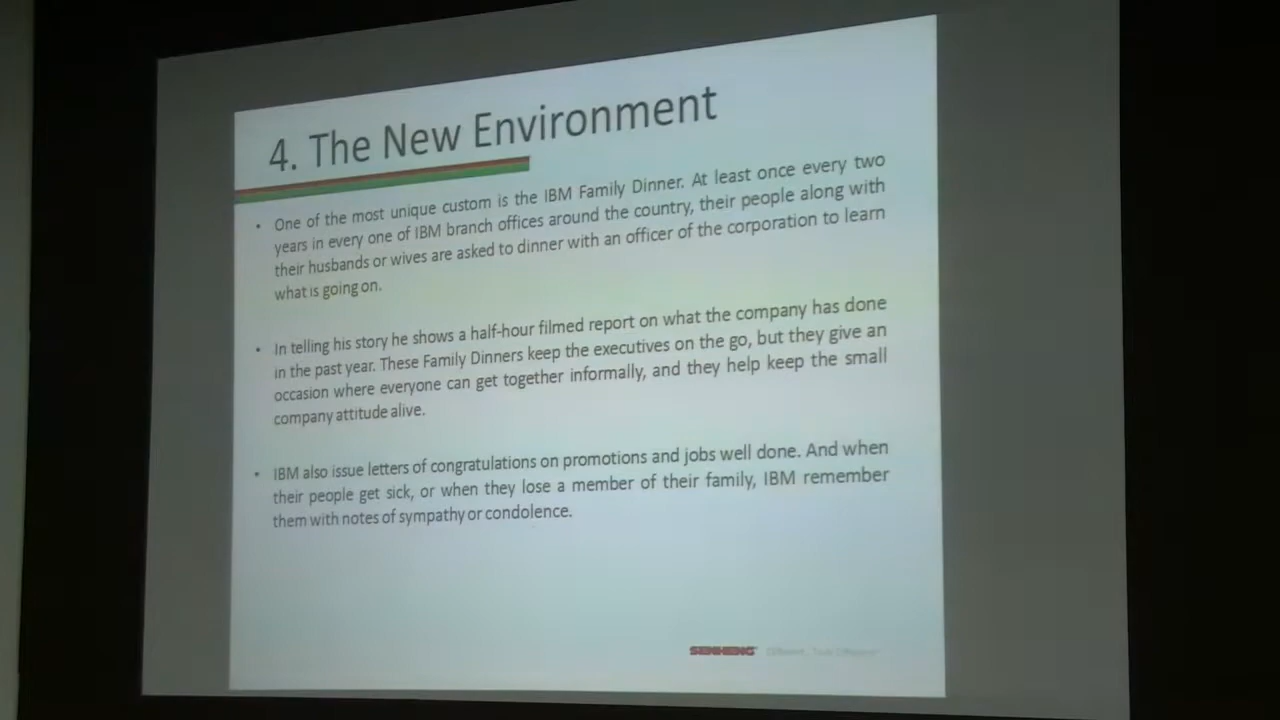 4. The New Environment
• One of the most unique custom is the IBM Family Dinner. At least once every two
years in every one of IBM branch offices around the country, their people along with
their husbands or wives are asked to dinner with an officer of the corporation to learn
what is going on.
• In telling his story he shows a half-hour filmed report on what the company has done
in the past year. These Family Dinners keep the executives on the go, but they give an
occasion where everyone can get together informally, and they help keep the small
company attitude alive.
• IBM also issue letters of congratulations on promotions and jobs well done. And when
their people get sick, or when they lose a member of their family, IBM remember
them with notes of sympathy or condolence.
SENHENG